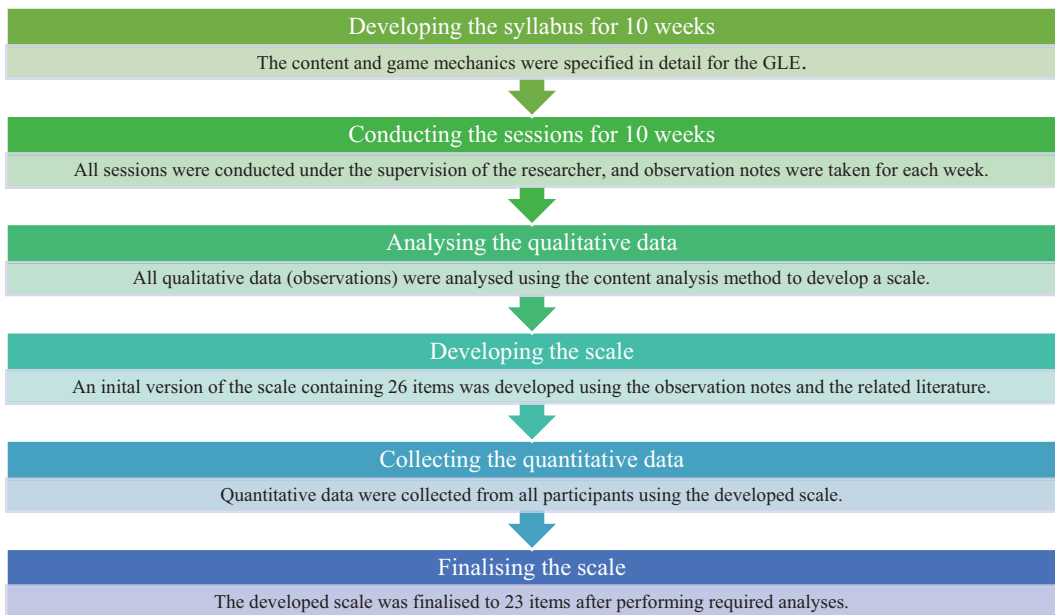 Developing the syllabus for 10 weeks
The content and game mechanics were specified in detail for the GLE.
Conducting the sessions for 10 weeks
All sessions were conducted under the supervision of the researcher, and observation notes were taken for each week.
Analysing the qualitative data
All qualitative data (observations) were analysed using the content analysis method to develop a scale.
Developing the scale
An inital version of the scale containing 26 items was developed using the observation notes and the related literature.
Collecting the quantitative data
Quantitative data were collected from all participants using the developed scale.
Finalising the scale
The developed scale was finalised to 23 items after performing required analyses.